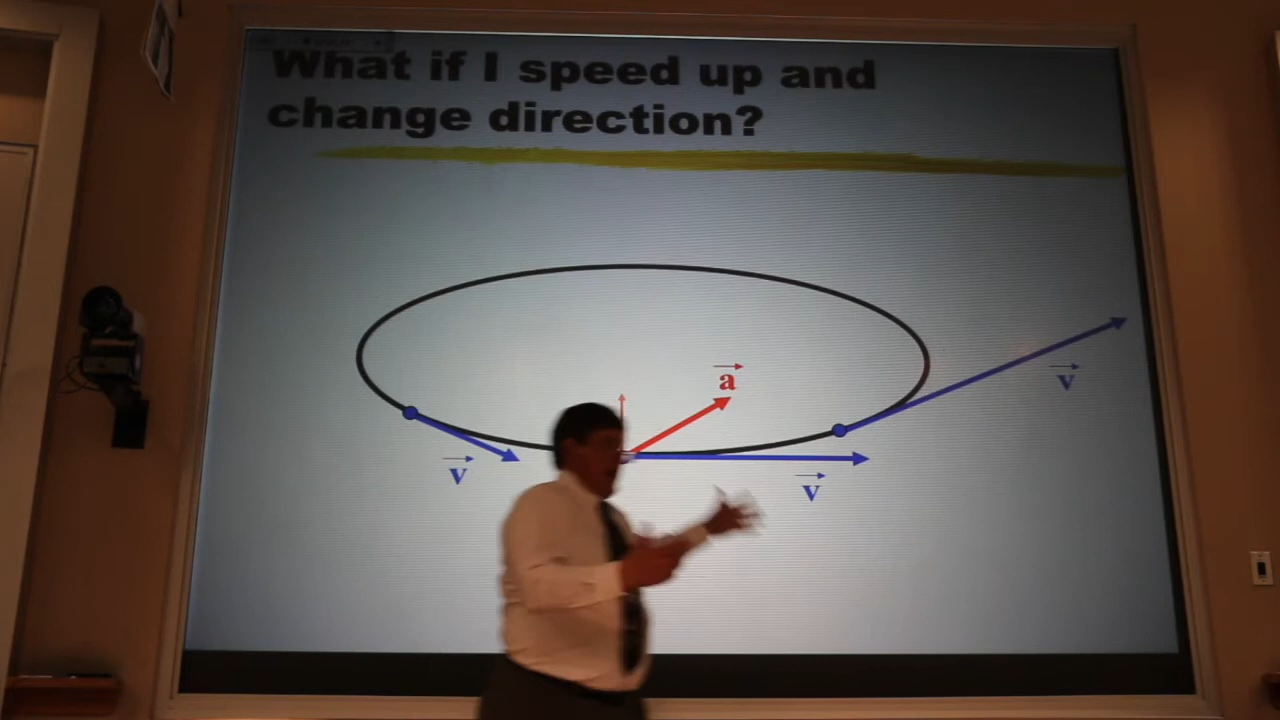 What if I speed up and
change direction?
a
v
v
v